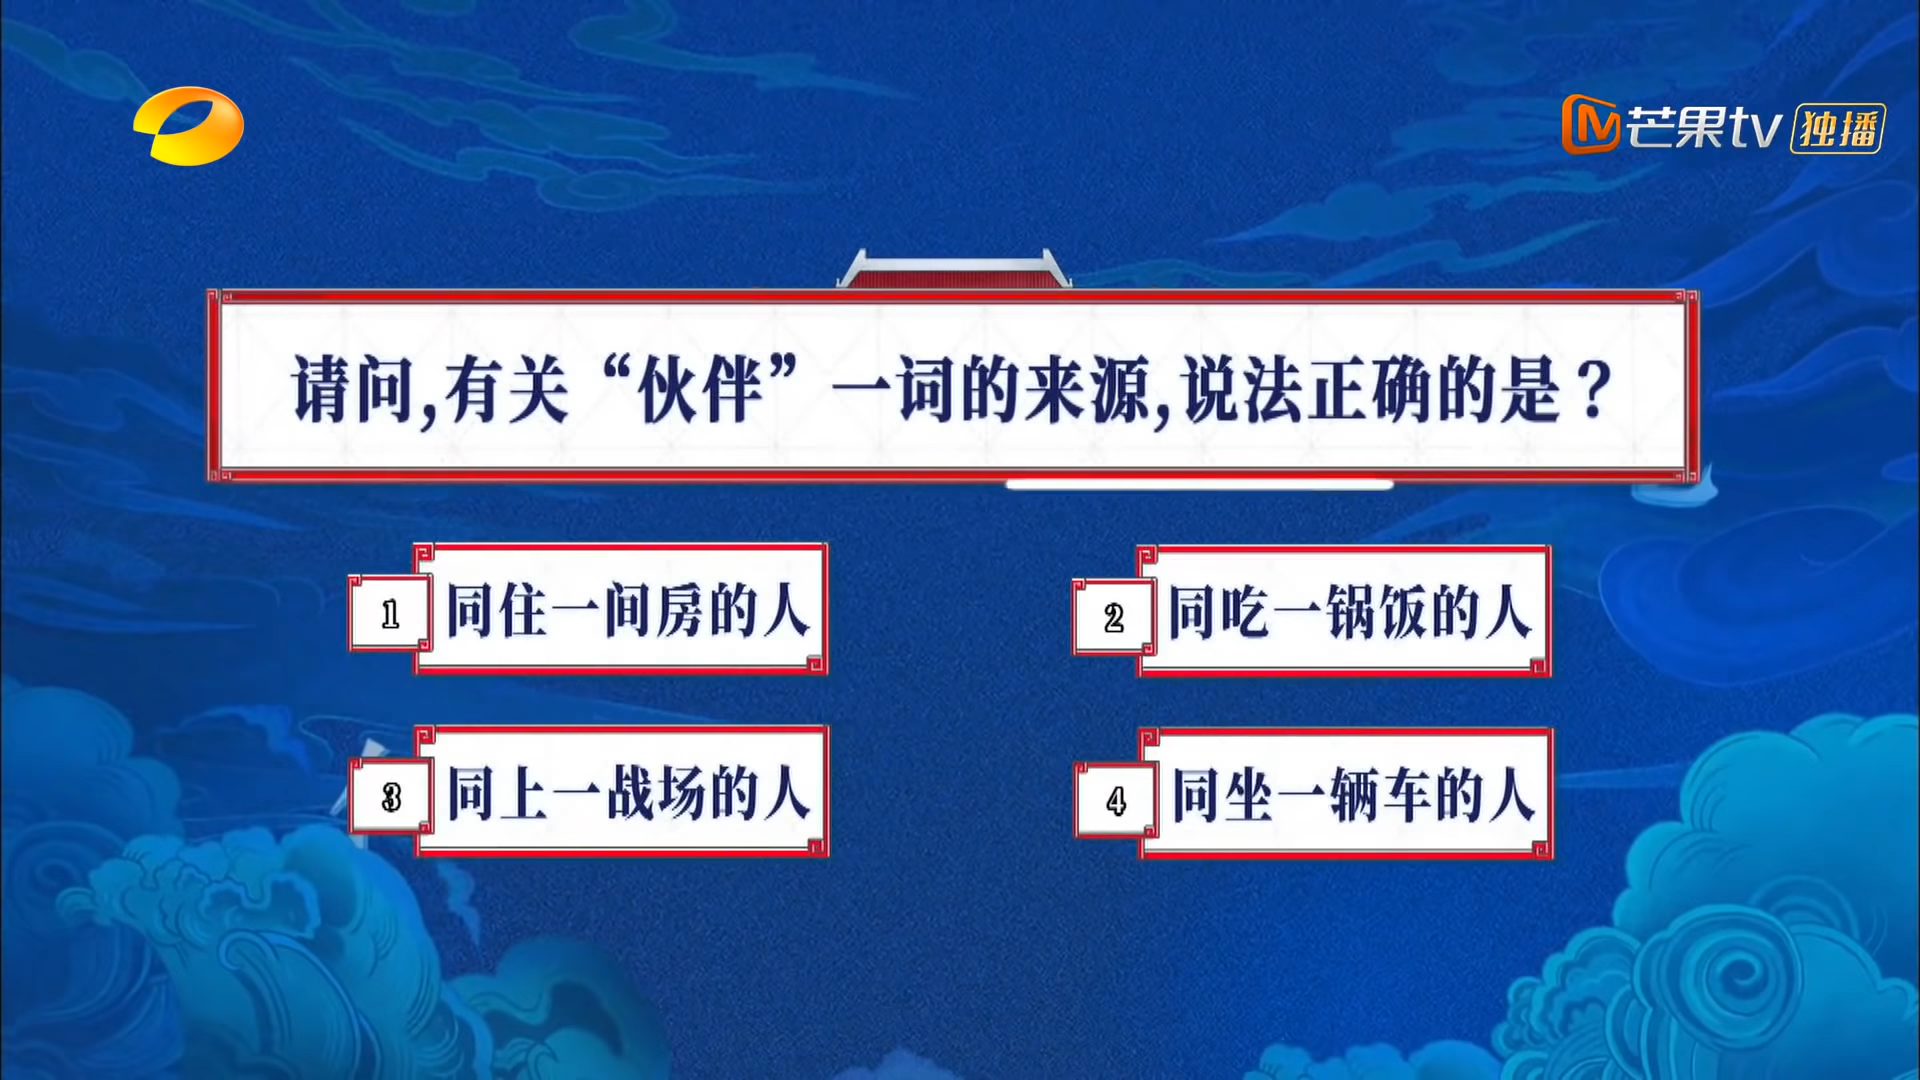 芒果tv 独播
请问,有关“伙伴”一词的来源,说法正确的是？
1 同住一间房的人
2 同吃一锅饭的人
3 同上一战场的人
4 同坐一辆车的人